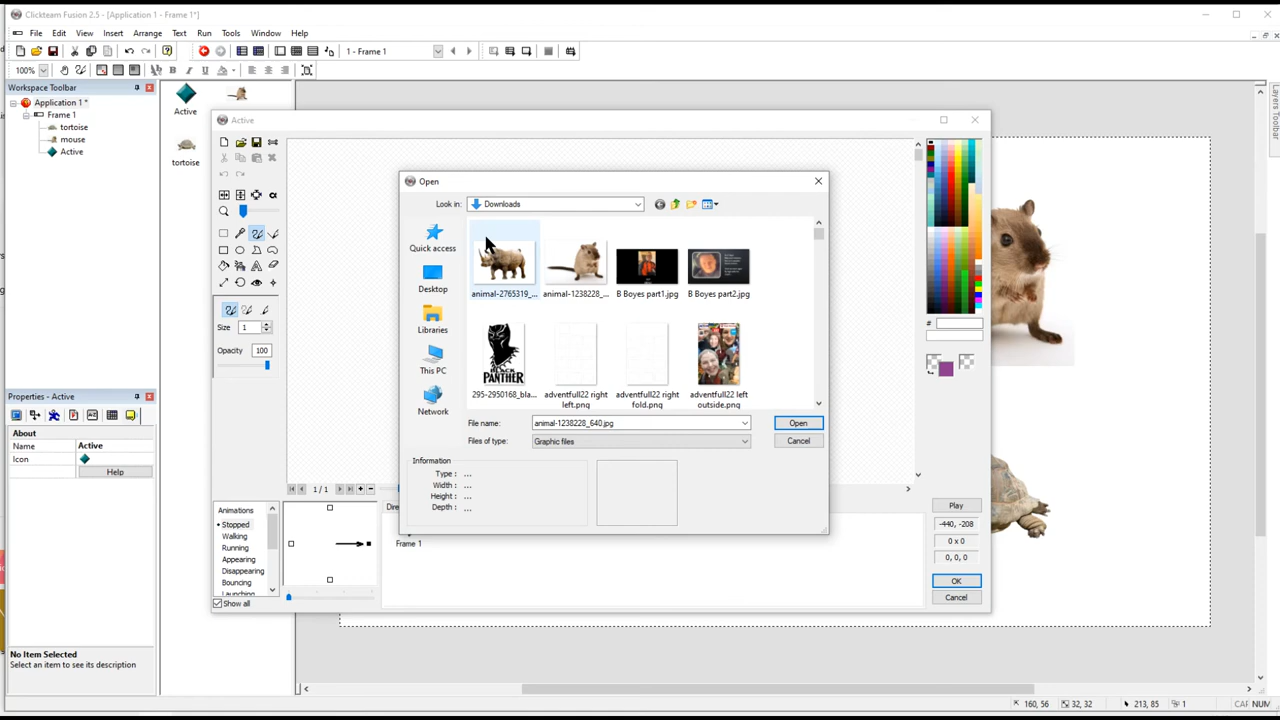 Clickteam Fusion 2.5 - [Application 1 - Frame 1*]
File Edit View Insert Arrange Text Run Tools Window Help
1 - Frame 1
100%
Workspace Toolbar
Application 1 *
Frame 1
tortoise
mouse
Active
Active
tortoise
Layers Toolbar
Active
Size 1
Opacity 100
#
1 / 1
Animations
Stopped
Walking
Running
Appearing
Disappearing
Bouncing
Show all
Frame 1
Play
-440, -208
0 x 0
0, 0, 0
OK
Cancel
Open
Look in: Downloads
Quick access
Desktop
Libraries
This PC
Network
animal-2765319_... animal-1238228_... B Boyes part1.jpg B Boyes part2.jpg
BLACK
PANTHER
295-2950168_bla... adventfull22 right left.png adventfull22 right fold.png adventfull22 left outside.png
File name: animal-1238228_640.jpg Open
Files of type: Graphic files Cancel
Information
Type : ...
Width : ...
Height : ...
Depth : ...
Properties - Active
About
Name Active
Icon
Help
No Item Selected
Select an item to see its description
160, 56 32, 32 213, 85 1 NUM